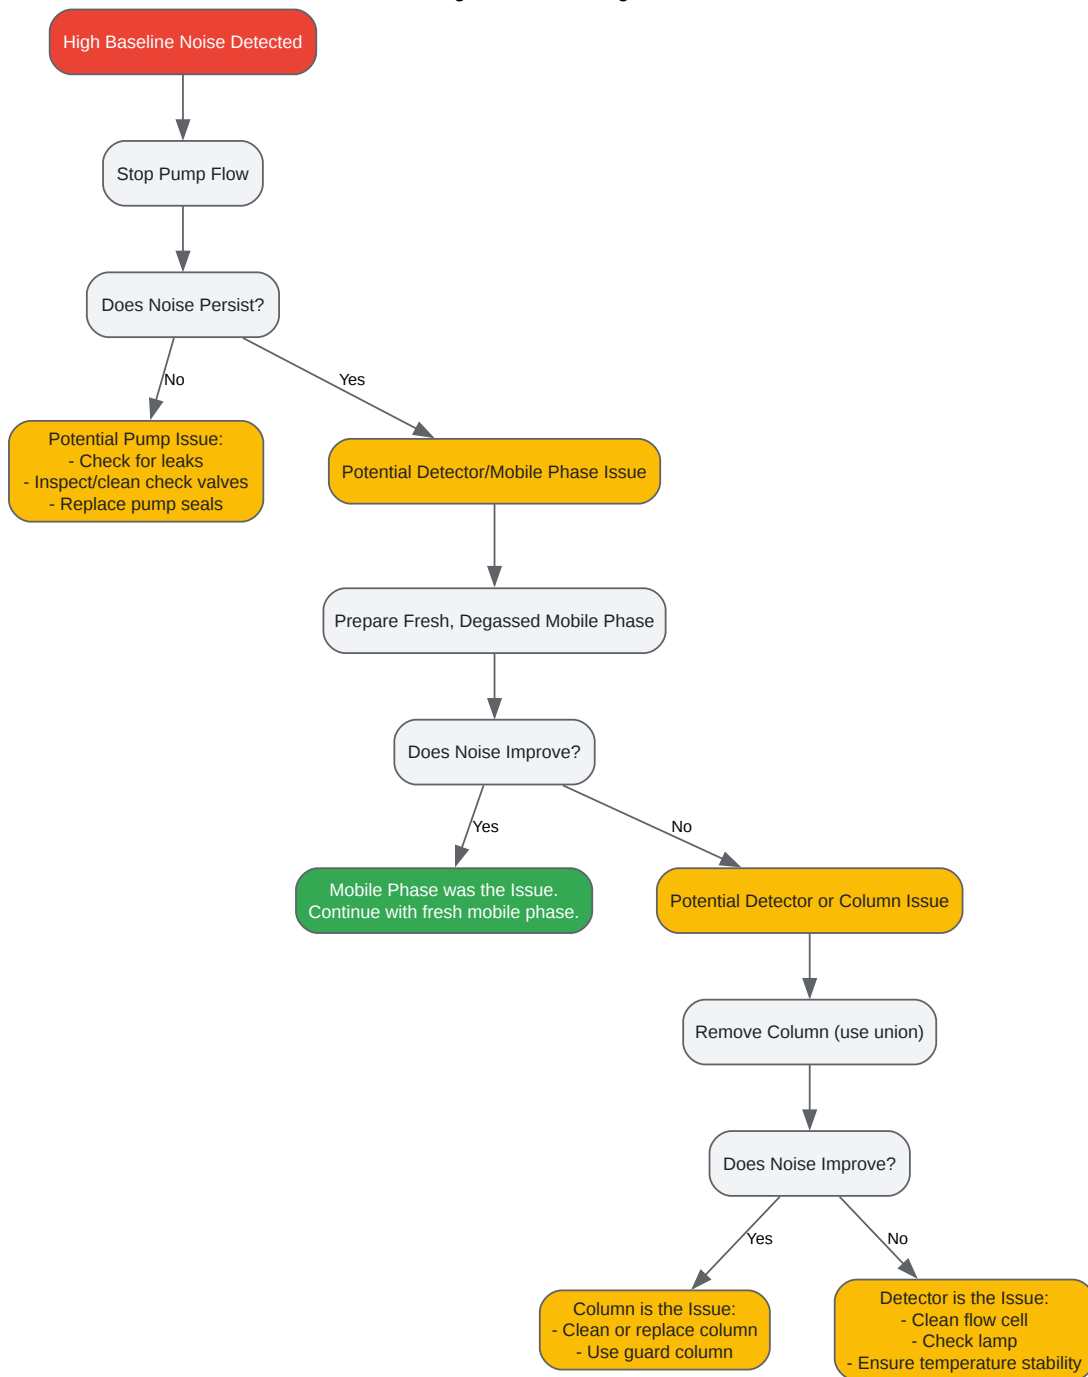 High Baseline Noise Detected
Stop Pump Flow
Does Noise Persist?
No
Yes
Potential Pump Issue:
- Check for leaks
- Inspect/clean check valves
- Replace pump seals
Potential Detector/Mobile Phase Issue
Prepare Fresh, Degassed Mobile Phase
Does Noise Improve?
Yes
No
Mobile Phase was the Issue.
Continue with fresh mobile phase.
Potential Detector or Column Issue
Remove Column (use union)
Does Noise Improve?
Yes
No
Column is the Issue:
- Clean or replace column
- Use guard column
Detector is the Issue:
- Clean flow cell
- Check lamp
- Ensure temperature stability